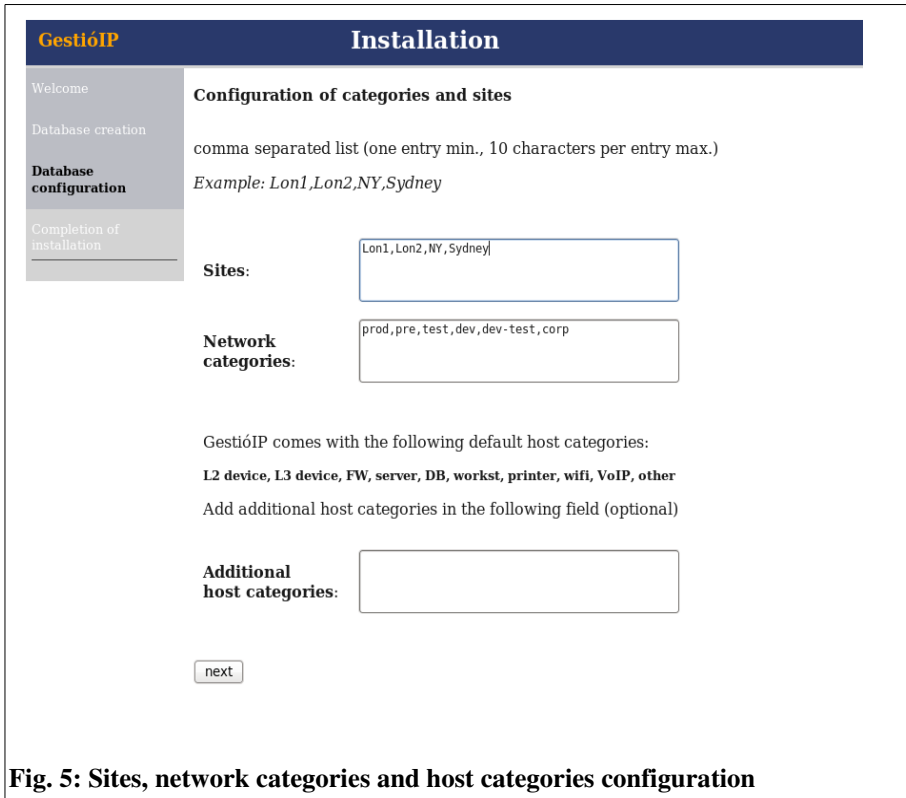 GestióIP
Installation
Welcome
Database creation
Database
configuration
Completion of
installation
Configuration of categories and sites
comma separated list (one entry min., 10 characters per entry max.)
Example: Lon1,Lon2,NY,Sydney
Sites:
Lon1,Lon2,NY,Sydney
Network
categories:
prod,pre,test,dev,dev-test,corp
GestióIP comes with the following default host categories:
L2 device, L3 device, FW, server, DB, workst, printer, wifi, VoIP, other
Add additional host categories in the following field (optional)
Additional
host categories:
next
Fig. 5: Sites, network categories and host categories configuration